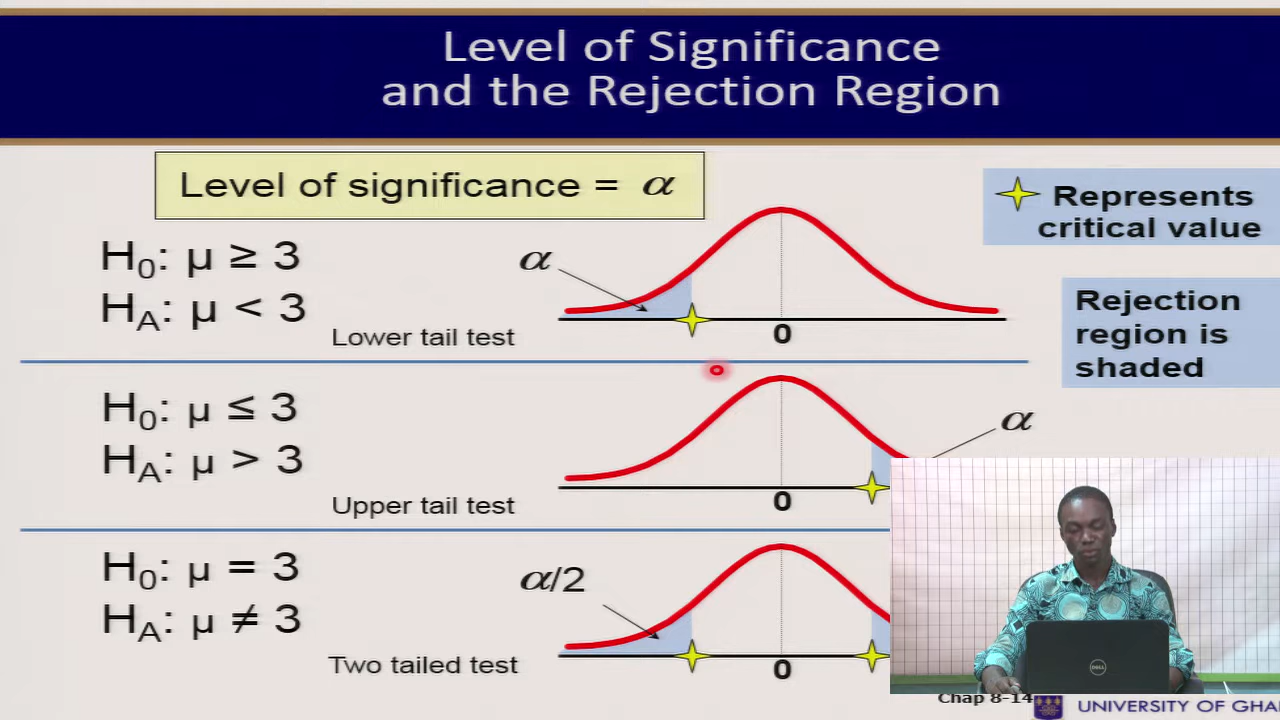 Level of Significance
and the Rejection Region
Level of significance = α
Represents
critical value
H0: μ ≥ 3
HA: μ < 3
Lower tail test
α
0
Rejection
region is
shaded
H0: μ ≤ 3
HA: μ > 3
Upper tail test
α
0
H0: μ = 3
HA: μ ≠ 3
Two tailed test
α/2
0
DELL
Chap 8-14
UNIVERSITY OF GHA